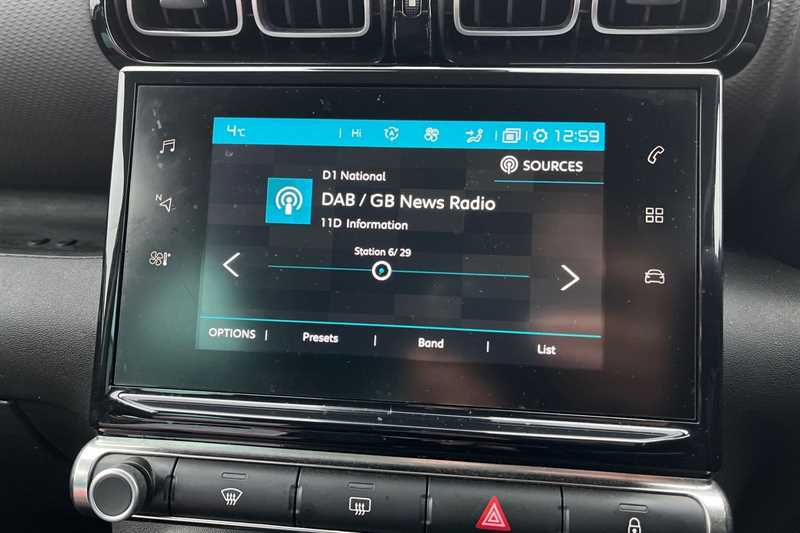 4°C | Hi | 12:59
SOURCES
D1 National
DAB / GB News Radio
11D Information
Station 6/ 29
N
OPTIONS | Presets | Band | List